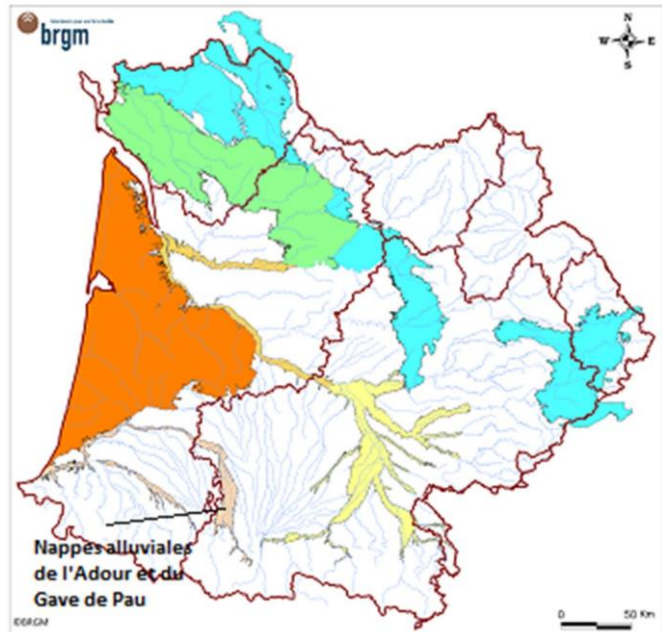 brgm
N
W E
S
Nappes alluviales
de l'Adour et du
Gave de Pau
©BRGM
0 50 Km